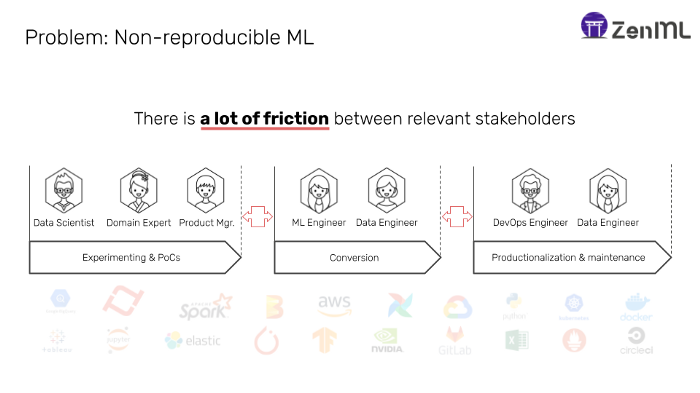 Problem: Non-reproducible ML
ZenML
There is a lot of friction between relevant stakeholders
Data Scientist Domain Expert Product Mgr. ML Engineer Data Engineer DevOps Engineer Data Engineer
Experimenting & PoCs Conversion Productionalization & maintenance
Spark
aws
python
docker
jupyter
elastic
NVIDIA.
GitLab
circleci